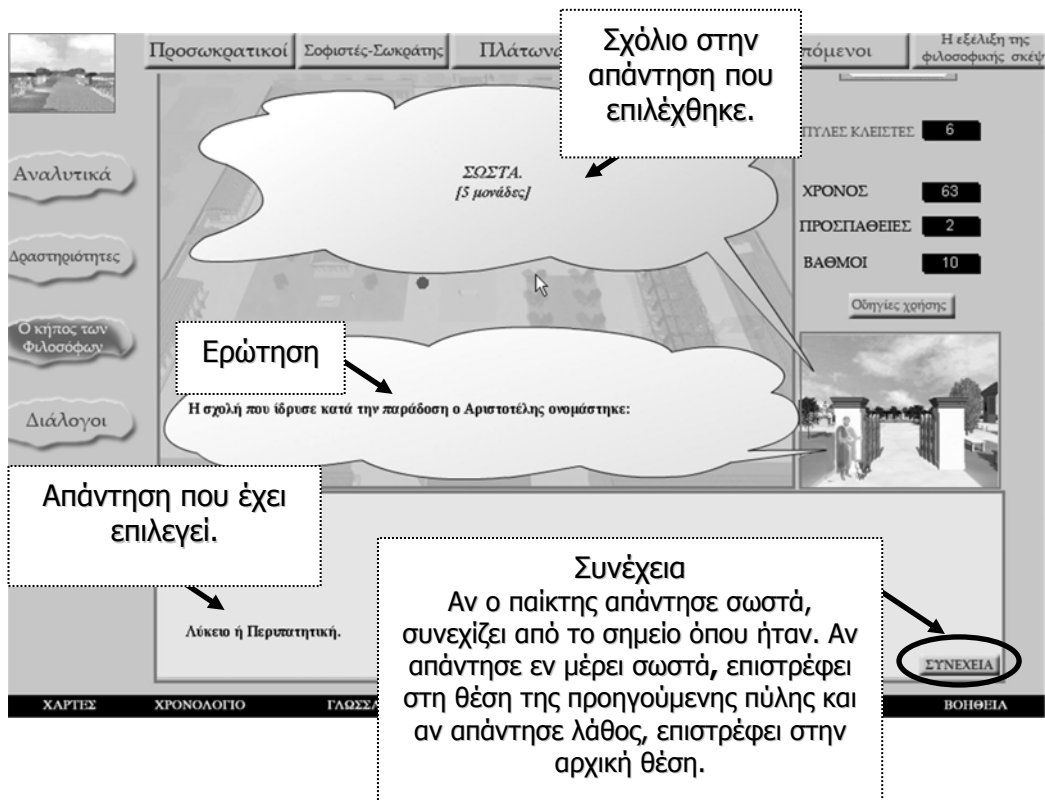 Προσωκρατικοί
Σοφιστές-Σωκράτης
Πλάτωνα
πόμενοι
Η εξέλιξη της
φιλοσοφικής σκέψ
Σχόλιο στην
απάντηση που
επιλέχθηκε.
ΠΥΛΕΣ ΚΛΕΙΣΤΕΣ 6
Αναλυτικά
ΣΩΣΤΑ.
[5 μονάδες]
ΧΡΟΝΟΣ 63
ΠΡΟΣΠΑΘΕΙΕΣ 2
ΒΑΘΜΟΙ 10
Δραστηριότητες
Οδηγίες χρήσης
Ο κήπος των
Φιλοσόφων
Ερώτηση
Η σχολή που ίδρυσε κατά την παράδοση ο Αριστοτέλης ονομάστηκε:
Διάλογοι
Απάντηση που έχει
επιλεγεί.
Συνέχεια
Αν ο παίκτης απάντησε σωστά,
συνεχίζει από το σημείο όπου ήταν. Αν
απάντησε εν μέρει σωστά, επιστρέφει
στη θέση της προηγούμενης πύλης και
αν απάντησε λάθος, επιστρέφει στην
αρχική θέση.
Λύκειο ή Περιπατητική.
ΣΥΝΕΧΕΙΑ
ΧΑΡΤΕΣ
ΧΡΟΝΟΛΟΓΙΟ
ΓΛΩΣΣΑ
ΒΟΗΘΕΙΑ